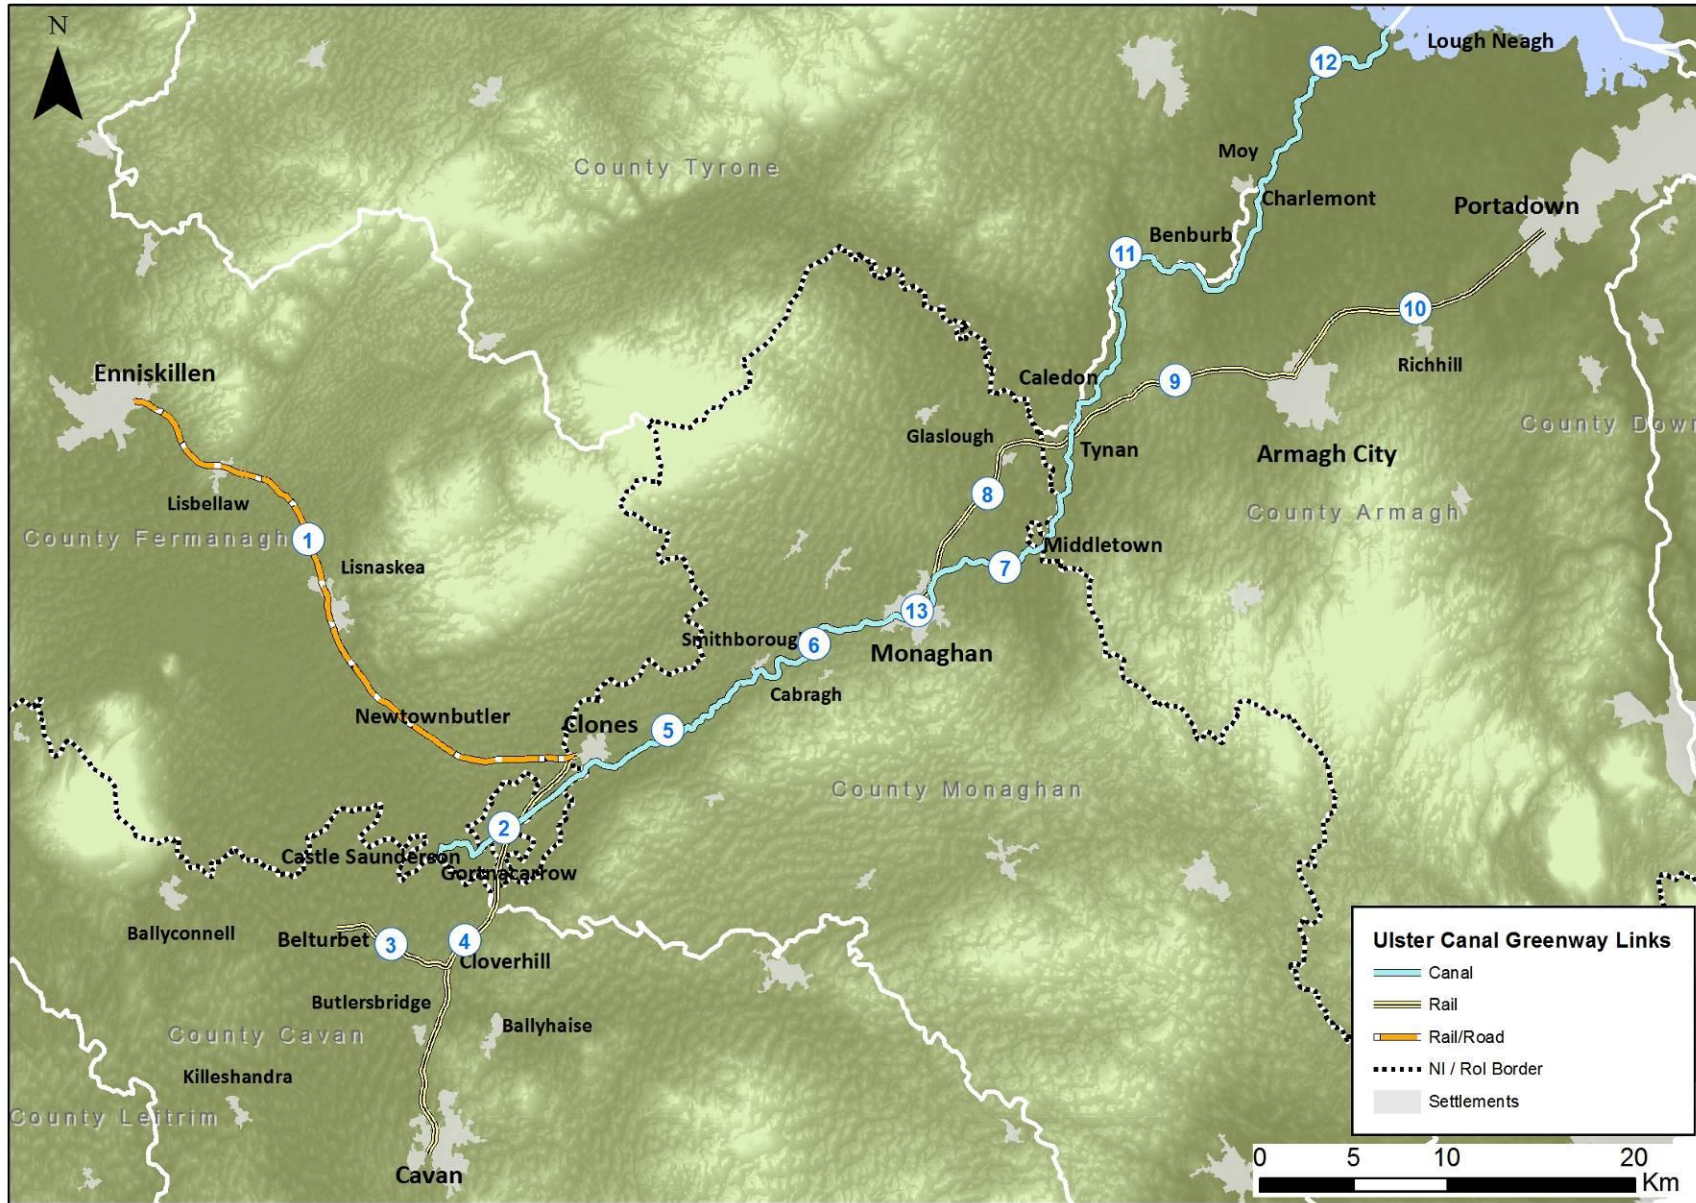 N
Lough Neagh
12
County Tyrone
Moy
Charlemont
Portadown
Benburb
11
10
Richhill
Enniskillen
Caledon
9
Glaslough
Tynan
County Down
Armagh City
Lisbellaw
8
County Armagh
County Fermanagh
1
Middletown
Lisnaskea
7
13
Smithborough
6
Monaghan
Cabragh
Newtownbutler
Clones
5
County Monaghan
2
Castle Saunderson
Gortnacarrow
Ballyconnell
Belturbet
3
4
Cloverhill
Butlersbridge
Ballyhaise
County Cavan
Killeshandra
County Leitrim
Cavan
Ulster Canal Greenway Links
Canal
Rail
Rail/Road
NI / RoI Border
Settlements
0 5 10 20
Km